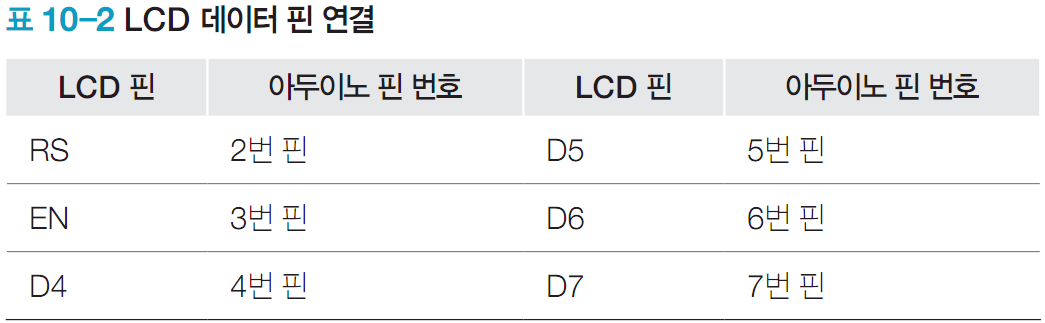 표 10-2 LCD 데이터 핀 연결
LCD 핀 아두이노 핀 번호 LCD 핀 아두이노 핀 번호
RS 2번 핀 D5 5번 핀
EN 3번 핀 D6 6번 핀
D4 4번 핀 D7 7번 핀